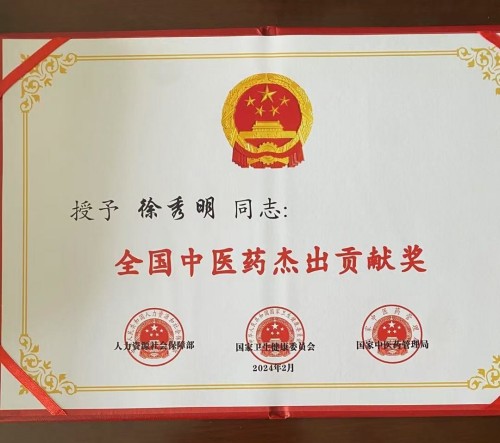 授予 徐秀明 同志:
全国中医药杰出贡献奖
人力资源社会保障部 国家卫生健康委员会 国家中医药管理局
2024年2月